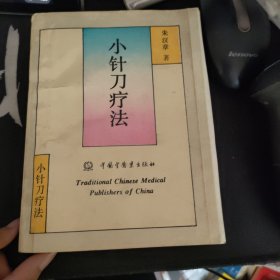 朱汉章 著
小针刀疗法
中国中医药出版社
Traditional Chinese Medical
Publishers of China
小针刀疗法
lenovo